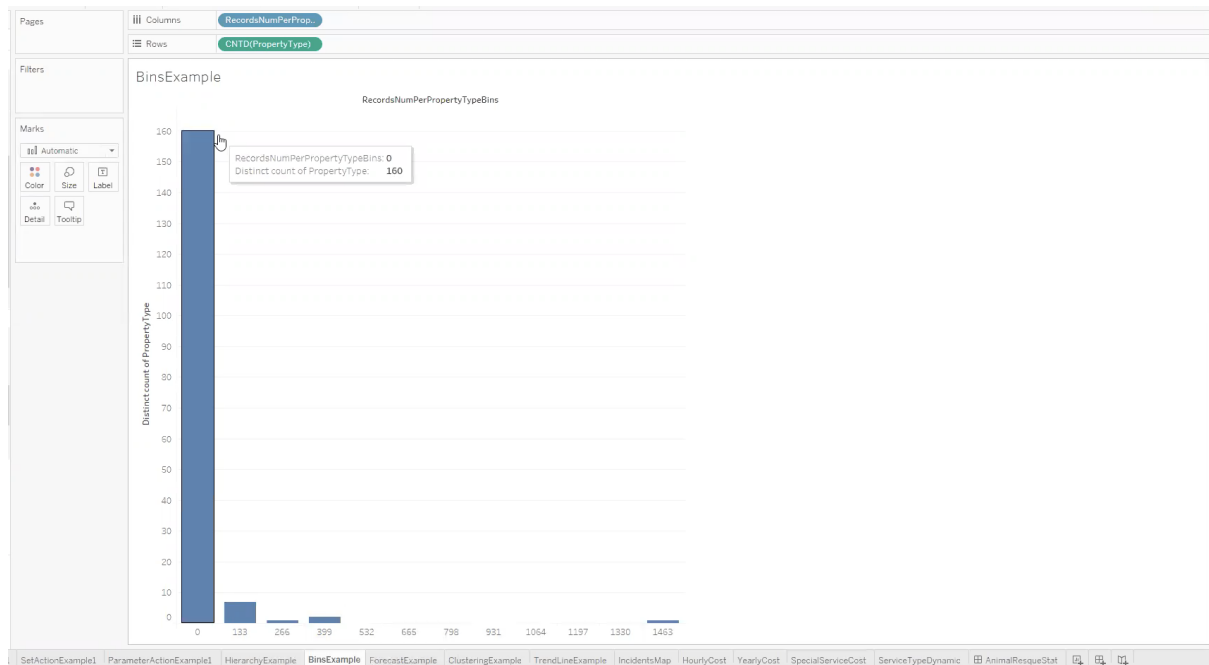 Pages
Columns
RecordsNumPerProp..
Rows
CNTD(PropertyType)
Filters
BinsExample
RecordsNumPerPropertyTypeBins
Marks
Automatic
Color Size Label
Detail Tooltip
RecordsNumPerPropertyTypeBins: 0
Distinct count of PropertyType: 160
Distinct count of PropertyType
160
150
140
130
120
110
100
90
80
70
60
50
40
30
20
10
0
0 133 266 399 532 665 798 931 1064 1197 1330 1463
SetActionExample1 ParameterActionExample1 HierarchyExample BinsExample ForecastExample ClusteringExample TrendLineExample IncidentsMap HourlyCost YearlyCost SpecialServiceCost ServiceTypeDynamic AnimalResqueStat